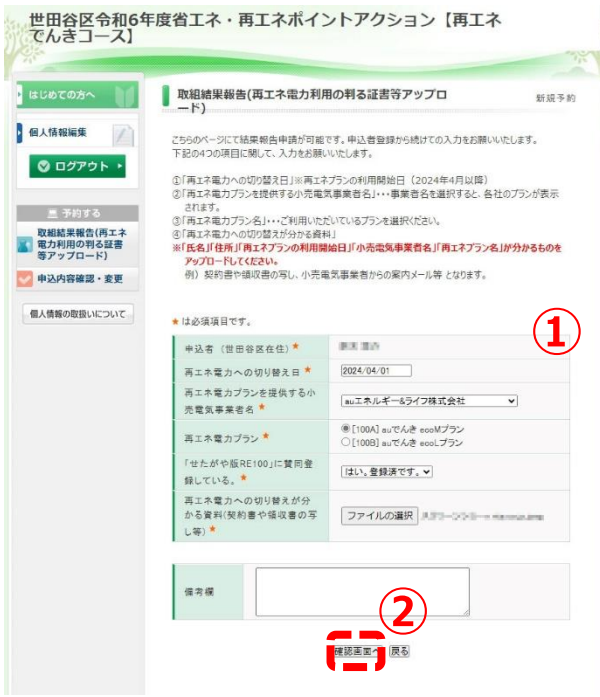 世田谷区令和6年度省エネ・再エネポイントアクション【再エネ
でんきコース】
はじめての方へ
個人情報編集
ログアウト
予約する
取組結果報告(再エネ
電力利用の判る証書
等アップロード)
申込内容確認・変更
個人情報の取扱いについて
取組結果報告(再エネ電力利用の判る証書等アップロ
ード)
新規予約
こちらのページにて結果報告申請が可能です。申込者登録から続けての入力をお願いいたします。
下記の4つの項目に関して、入力をお願いいたします。
①「再エネ電力への切り替え日」※再エネプランの利用開始日（2024年4月以降）
②「再エネ電力プランを提供する小売電気事業者名」・・・事業者名を選択すると、各社のプランが表示
されます。
③「再エネ電力プラン名」・・・ご利用いただいているプランを選択ください。
④「再エネ電力への切り替えが分かる資料」
※「氏名」「住所」「再エネプランの利用開始日」「小売電気事業者名」「再エネプラン名」が分かるものを
アップロードしてください。
例）契約書や領収書の写し、小売電気事業者からの案内メール等 となります。
★ は必須項目です。
①
申込者（世田谷区在住）★
再エネ電力への切り替え日 ★ 2024/04/01
再エネ電力プランを提供する小
売電気事業者名 ★
auエネルギー&ライフ株式会社
再エネ電力プラン ★
[100A] auでんき ecoMプラン
[100B] auでんき ecoLプラン
「せたがや版RE100」に賛同登
録している。★
はい。登録済です。
再エネ電力への切り替えが分
かる資料(契約書や領収書の写
し等) ★
ファイルの選択
備考欄
②
確認画面へ 戻る